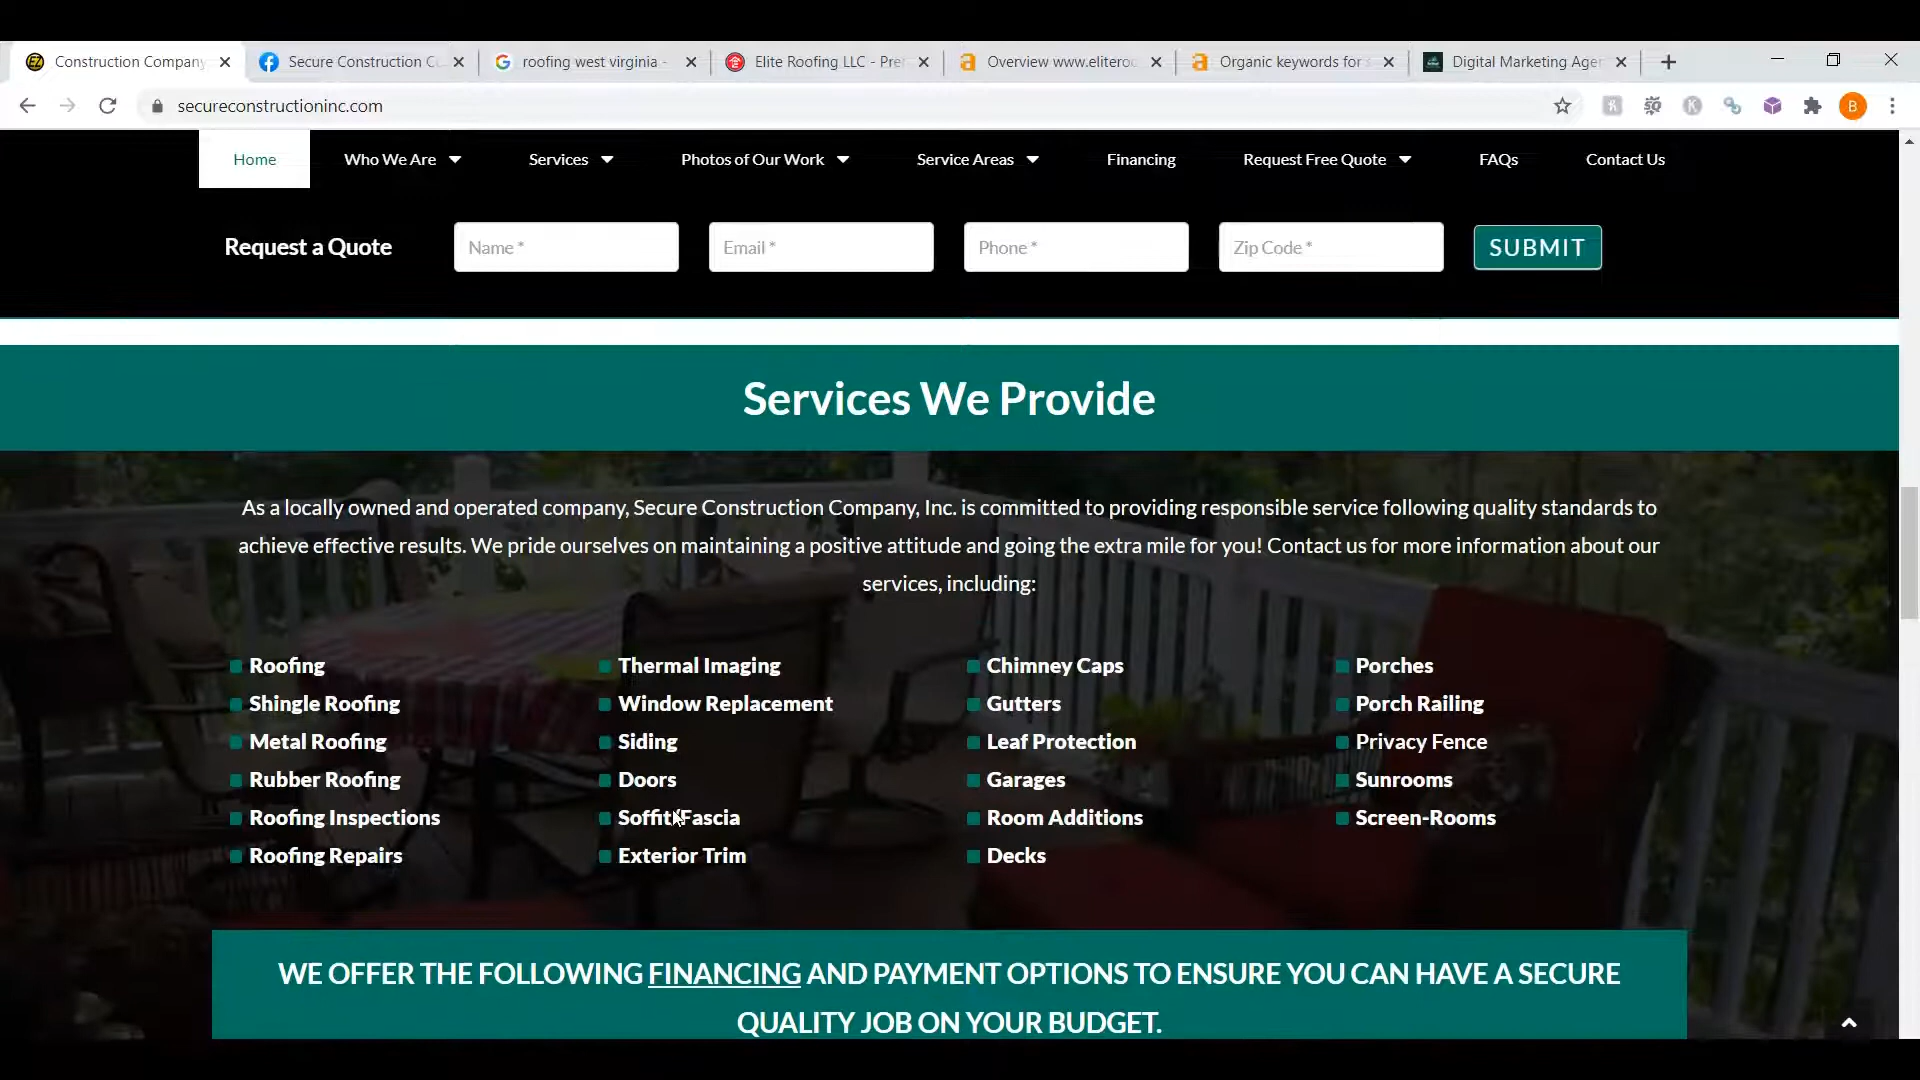 Construction Company
Secure Construction C
roofing west virginia -
Elite Roofing LLC - Pre
Overview www.elitero
Organic keywords for
Digital Marketing Age
secureconstructioninc.com
B
Home
Who We Are
Services
Photos of Our Work
Service Areas
Financing
Request Free Quote
FAQs
Contact Us
Request a Quote
Name *
Email *
Phone *
Zip Code *
SUBMIT
Services We Provide
As a locally owned and operated company, Secure Construction Company, Inc. is committed to providing responsible service following quality standards to
achieve effective results. We pride ourselves on maintaining a positive attitude and going the extra mile for you! Contact us for more information about our
services, including:
Roofing
Shingle Roofing
Metal Roofing
Rubber Roofing
Roofing Inspections
Roofing Repairs
Thermal Imaging
Window Replacement
Siding
Doors
Soffit/Fascia
Exterior Trim
Chimney Caps
Gutters
Leaf Protection
Garages
Room Additions
Decks
Porches
Porch Railing
Privacy Fence
Sunrooms
Screen-Rooms
WE OFFER THE FOLLOWING FINANCING AND PAYMENT OPTIONS TO ENSURE YOU CAN HAVE A SECURE
QUALITY JOB ON YOUR BUDGET.